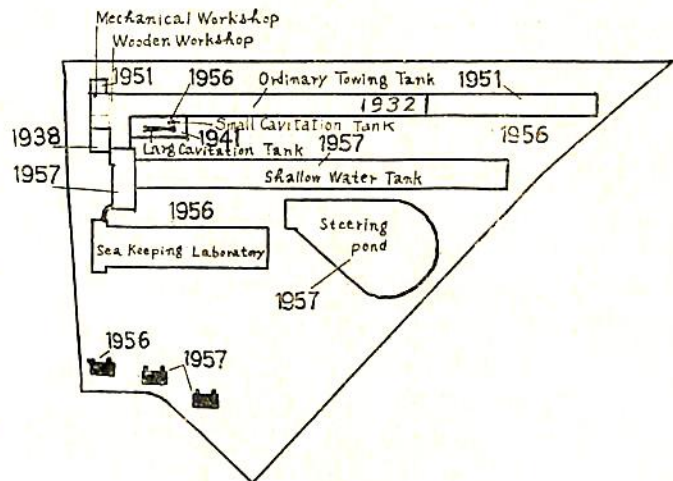 Mechanical Workshop
Wooden Workshop
1951
1956
Ordinary Towing Tank
1951
1932
Small Cavitation Tank
1938
1941
1956
Larg Cavitation Tank
1957
1957
Shallow Water Tank
1956
Steering
pond
Sea Keeping Laboratory
1957
1956
1957